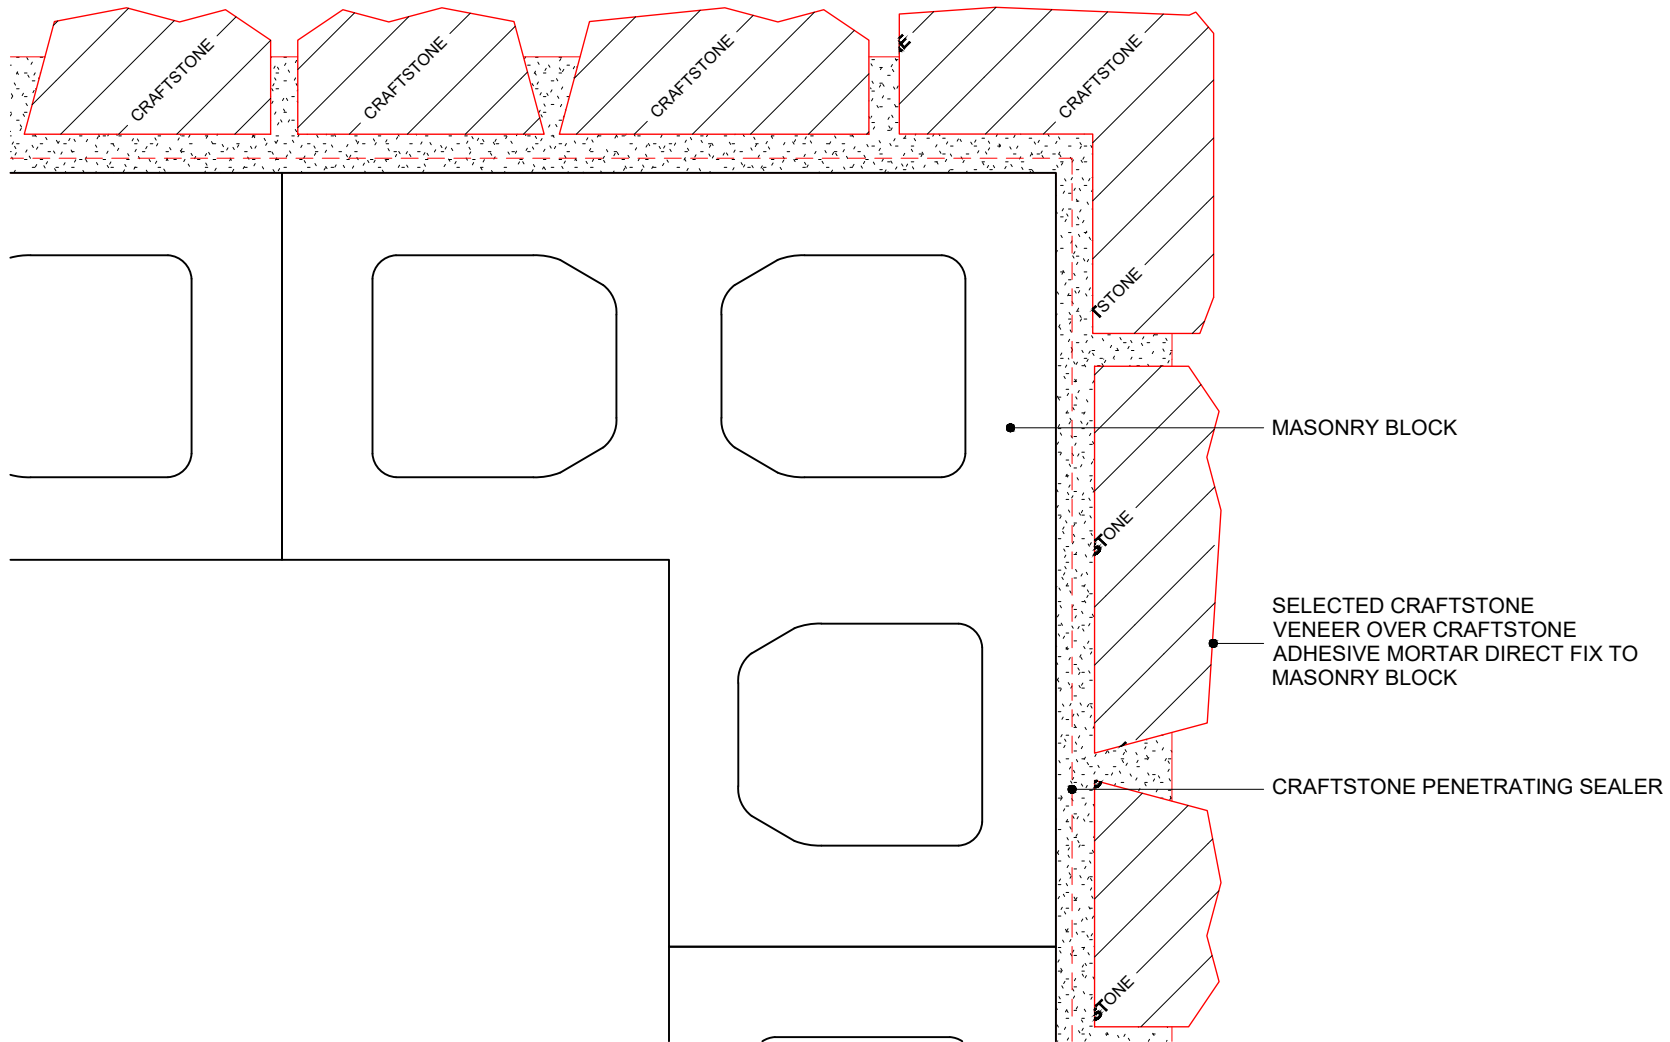 CRAFTSTONE
CRAFTSTONE
CRAFTSTONE
E
CRAFTSTONE
TSTONE
MASONRY BLOCK
STONE
SELECTED CRAFTSTONE
VENEER OVER CRAFTSTONE
ADHESIVE MORTAR DIRECT FIX TO
MASONRY BLOCK
CRAFTSTONE PENETRATING SEALER
STONE